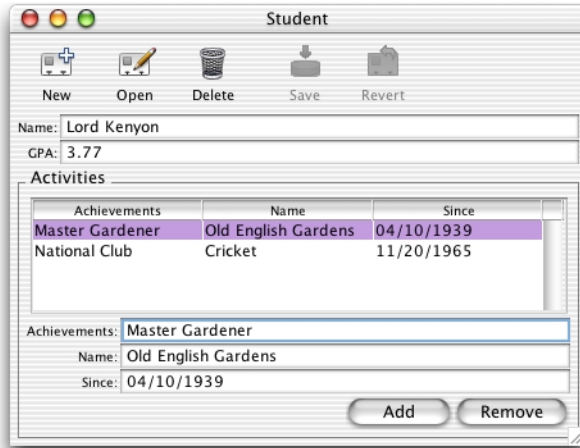 Student
New Open Delete Save Revert
Name: Lord Kenyon
GPA: 3.77
Activities
Achievements Name Since
Master Gardener Old English Gardens 04/10/1939
National Club Cricket 11/20/1965
Achievements: Master Gardener
Name: Old English Gardens
Since: 04/10/1939
Add Remove